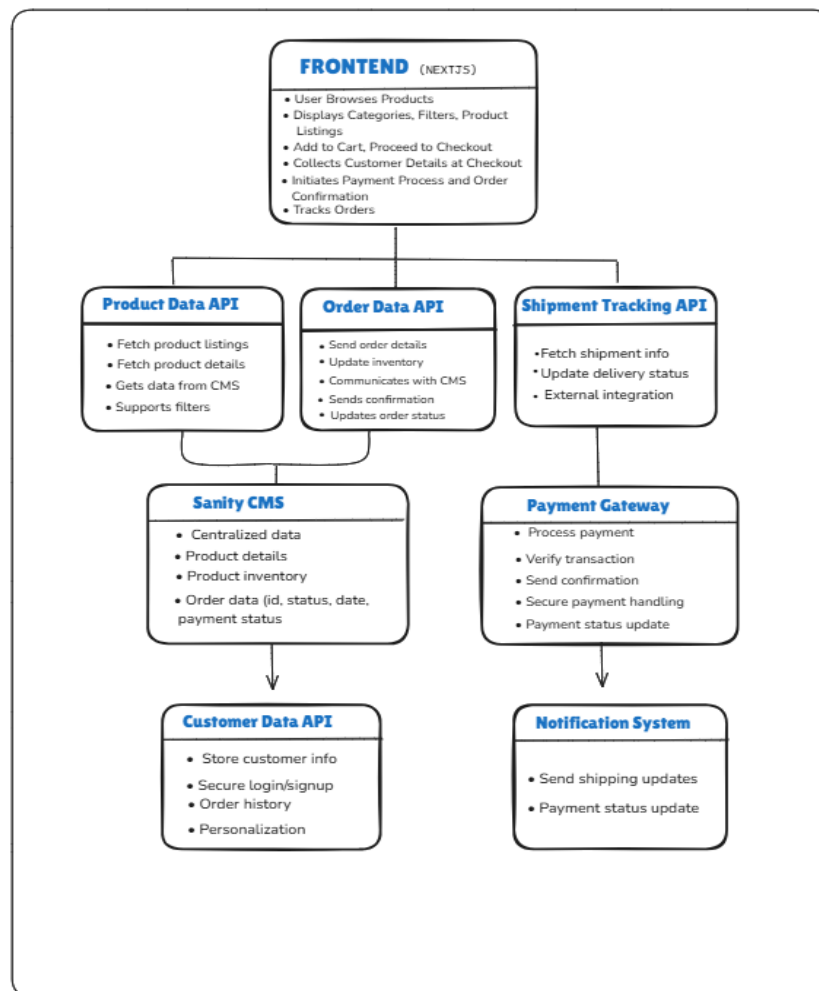 FRONTEND (NEXTJS)
• User Browses Products
• Displays Categories, Filters, Product
Listings
• Add to Cart, Proceed to Checkout
• Collects Customer Details at Checkout
• Initiates Payment Process and Order
Confirmation
• Tracks Orders
Product Data API
• Fetch product listings
• Fetch product details
• Gets data from CMS
• Supports filters
Order Data API
• Send order details
• Update inventory
• Communicates with CMS
• Sends confirmation
• Updates order status
Shipment Tracking API
• Fetch shipment info
• Update delivery status
• External integration
Sanity CMS
• Centralized data
• Product details
• Product inventory
• Order data (id, status, date,
payment status
Payment Gateway
• Process payment
• Verify transaction
• Send confirmation
• Secure payment handling
• Payment status update
Customer Data API
• Store customer info
• Secure login/signup
• Order history
• Personalization
Notification System
• Send shipping updates
• Payment status update